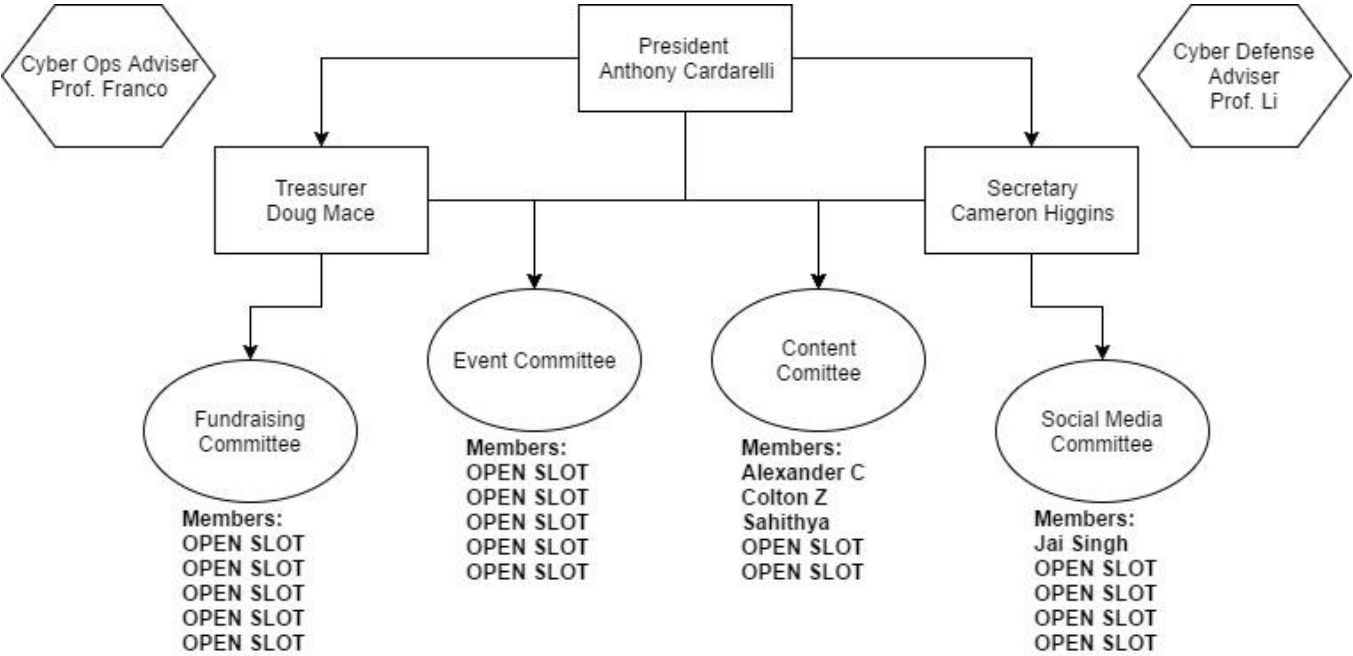 Cyber Ops Adviser
Prof. Franco
President
Anthony Cardarelli
Cyber Defense
Adviser
Prof. Li
Treasurer
Doug Mace
Secretary
Cameron Higgins
Fundraising
Committee
Members:
OPEN SLOT
OPEN SLOT
OPEN SLOT
OPEN SLOT
OPEN SLOT
Event Committee
Members:
OPEN SLOT
OPEN SLOT
OPEN SLOT
OPEN SLOT
OPEN SLOT
Content
Comittee
Members:
Alexander C
Colton Z
Sahithya
OPEN SLOT
OPEN SLOT
Social Media
Committee
Members:
Jai Singh
OPEN SLOT
OPEN SLOT
OPEN SLOT
OPEN SLOT